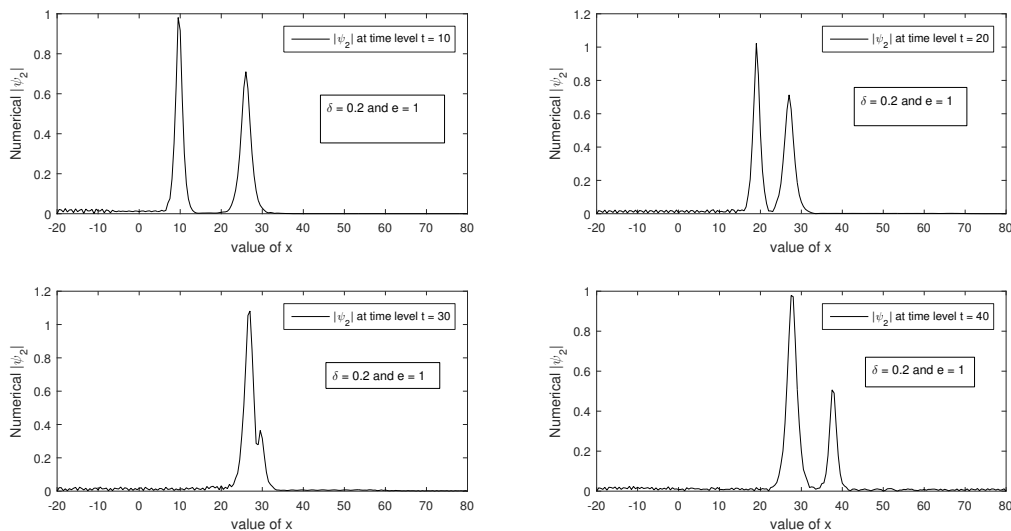 |ψ₂| at time level t = 10
δ = 0.2 and e = 1
Numerical |ψ₂|
1
0.8
0.6
0.4
0.2
0
-20 -10 0 10 20 30 40 50 60 70 80
value of x
|ψ₂| at time level t = 20
δ = 0.2 and e = 1
Numerical |ψ₂|
1.2
1
0.8
0.6
0.4
0.2
0
-20 -10 0 10 20 30 40 50 60 70 80
value of x
|ψ₂| at time level t = 30
δ = 0.2 and e = 1
Numerical |ψ₂|
1.2
1
0.8
0.6
0.4
0.2
0
-20 -10 0 10 20 30 40 50 60 70 80
value of x
|ψ₂| at time level t = 40
δ = 0.2 and e = 1
Numerical |ψ₂|
1
0.8
0.6
0.4
0.2
0
-20 -10 0 10 20 30 40 50 60 70 80
value of x